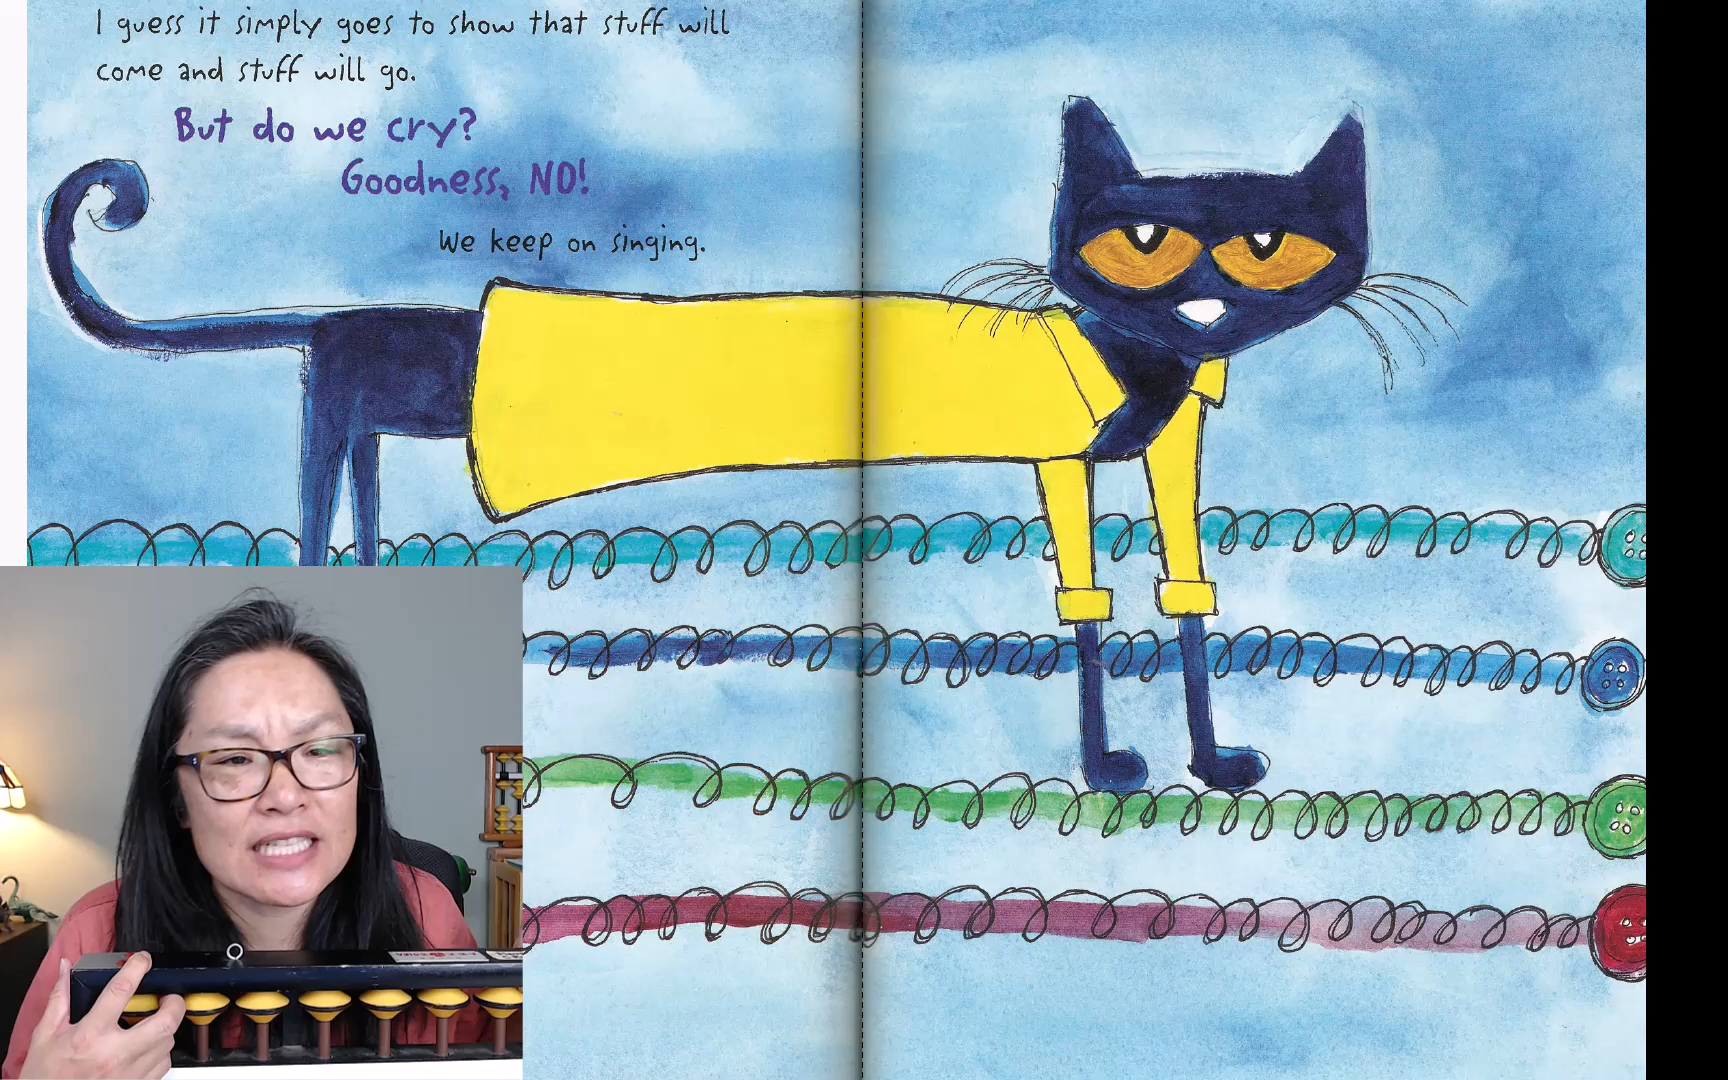 I guess it simply goes to show that stuff will
come and stuff will go.
But do we cry?
Goodness, NO!
We keep on singing.